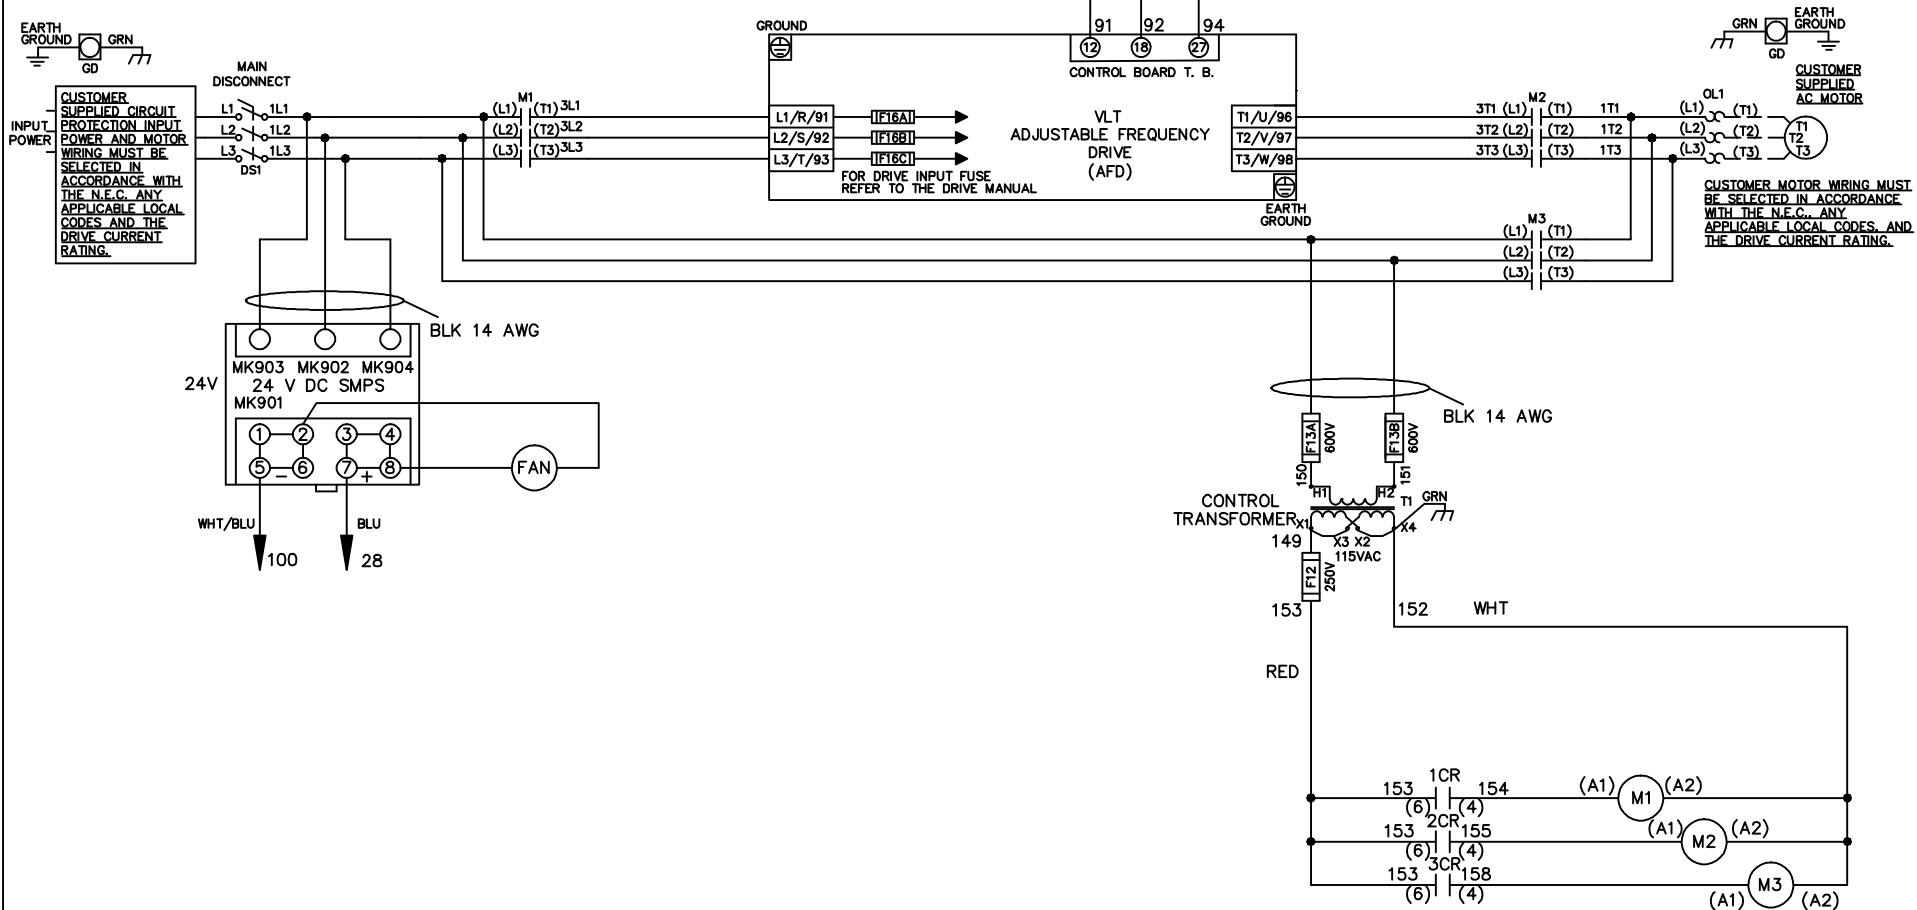 EARTH
GROUND
GRN
GD
MAIN
DISCONNECT
INPUT
POWER
CUSTOMER
SUPPLIED CIRCUIT
PROTECTION INPUT
POWER AND MOTOR
WIRING MUST BE
SELECTED IN
ACCORDANCE WITH
THE N.E.C. ANY
APPLICABLE LOCAL
CODES AND THE
DRIVE CURRENT
RATING.
L1 1L1
L2 1L2
L3 1L3
DS1
M1
(L1) (T1) 3L1
(L2) (T2) 3L2
(L3) (T3) 3L3
GROUND
91 92 94
12 18 27
CONTROL BOARD T. B.
L1/R/91 F16A
L2/S/92 F16B
L3/T/93 F16C
FOR DRIVE INPUT FUSE
REFER TO THE DRIVE MANUAL
VLT
ADJUSTABLE FREQUENCY
DRIVE
(AFD)
T1/U/96
T2/V/97
T3/W/98
EARTH
GROUND
M2
3T1 (L1) (T1) 1T1
3T2 (L2) (T2) 1T2
3T3 (L3) (T3) 1T3
OL1
(L1) (T1)
(L2) (T2)
(L3) (T3)
T1
T2
T3
GRN
EARTH
GROUND
GD
CUSTOMER
SUPPLIED
AC MOTOR
CUSTOMER MOTOR WIRING MUST
BE SELECTED IN ACCORDANCE
WITH THE N.E.C., ANY
APPLICABLE LOCAL CODES, AND
THE DRIVE CURRENT RATING.
M3
(L1) (T1)
(L2) (T2)
(L3) (T3)
BLK 14 AWG
MK903 MK902 MK904
24V
24 V DC SMPS
MK901
1 2 3 4
5 6 7 8
− +
FAN
WHT/BLU
BLU
100
28
BLK 14 AWG
F13A
600V
F13B
600V
150
151
H1 H2
T1
GRN
CONTROL
TRANSFORMER
X1 X3 X2 X4
115VAC
149
F12
250V
153
152
WHT
RED
1CR
153 154
(6) (4)
(A1) M1 (A2)
2CR
153 155
(6) (4)
(A1) M2 (A2)
3CR
153 158
(6) (4)
(A1) M3 (A2)